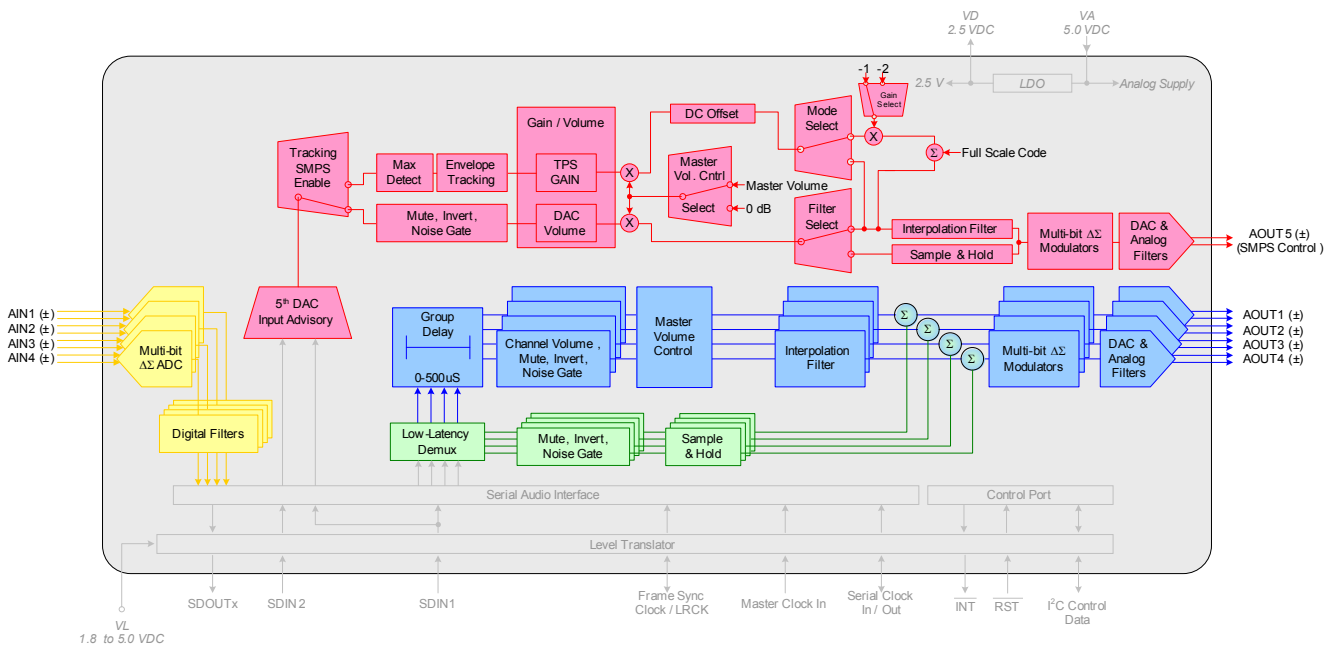 VD
2.5 VDC
VA
5.0 VDC
2.5 V
LDO
Analog Supply
-1 -2
Gain
Select
Mode
Select
X
Σ
Full Scale Code
DC Offset
Gain / Volume
TPS
GAIN
DAC
Volume
X
X
Master
Vol. Cntrl
Select
Master Volume
0 dB
Tracking
SMPS
Enable
Max
Detect
Envelope
Tracking
Mute, Invert,
Noise Gate
Filter
Select
Interpolation Filter
Sample & Hold
Multi-bit ΔΣ
Modulators
DAC &
Analog
Filters
AOUT5 (±)
(SMPS Control)
5th DAC
Input Advisory
AIN1 (±)
AIN2 (±)
AIN3 (±)
AIN4 (±)
Multi-bit
ΔΣ ADC
Digital Filters
Group
Delay
0-500uS
Channel Volume,
Mute, Invert,
Noise Gate
Master
Volume
Control
Interpolation
Filter
Σ
Σ
Σ
Σ
Multi-bit ΔΣ
Modulators
DAC &
Analog
Filters
AOUT1 (±)
AOUT2 (±)
AOUT3 (±)
AOUT4 (±)
Low-Latency
Demux
Mute, Invert,
Noise Gate
Sample
& Hold
Serial Audio Interface
Control Port
Level Translator
VL
1.8 to 5.0 VDC
SDOUTx
SDIN2
SDIN1
Frame Sync
Clock / LRCK
Master Clock In
Serial Clock
In / Out
INT
RST
I2C Control
Data